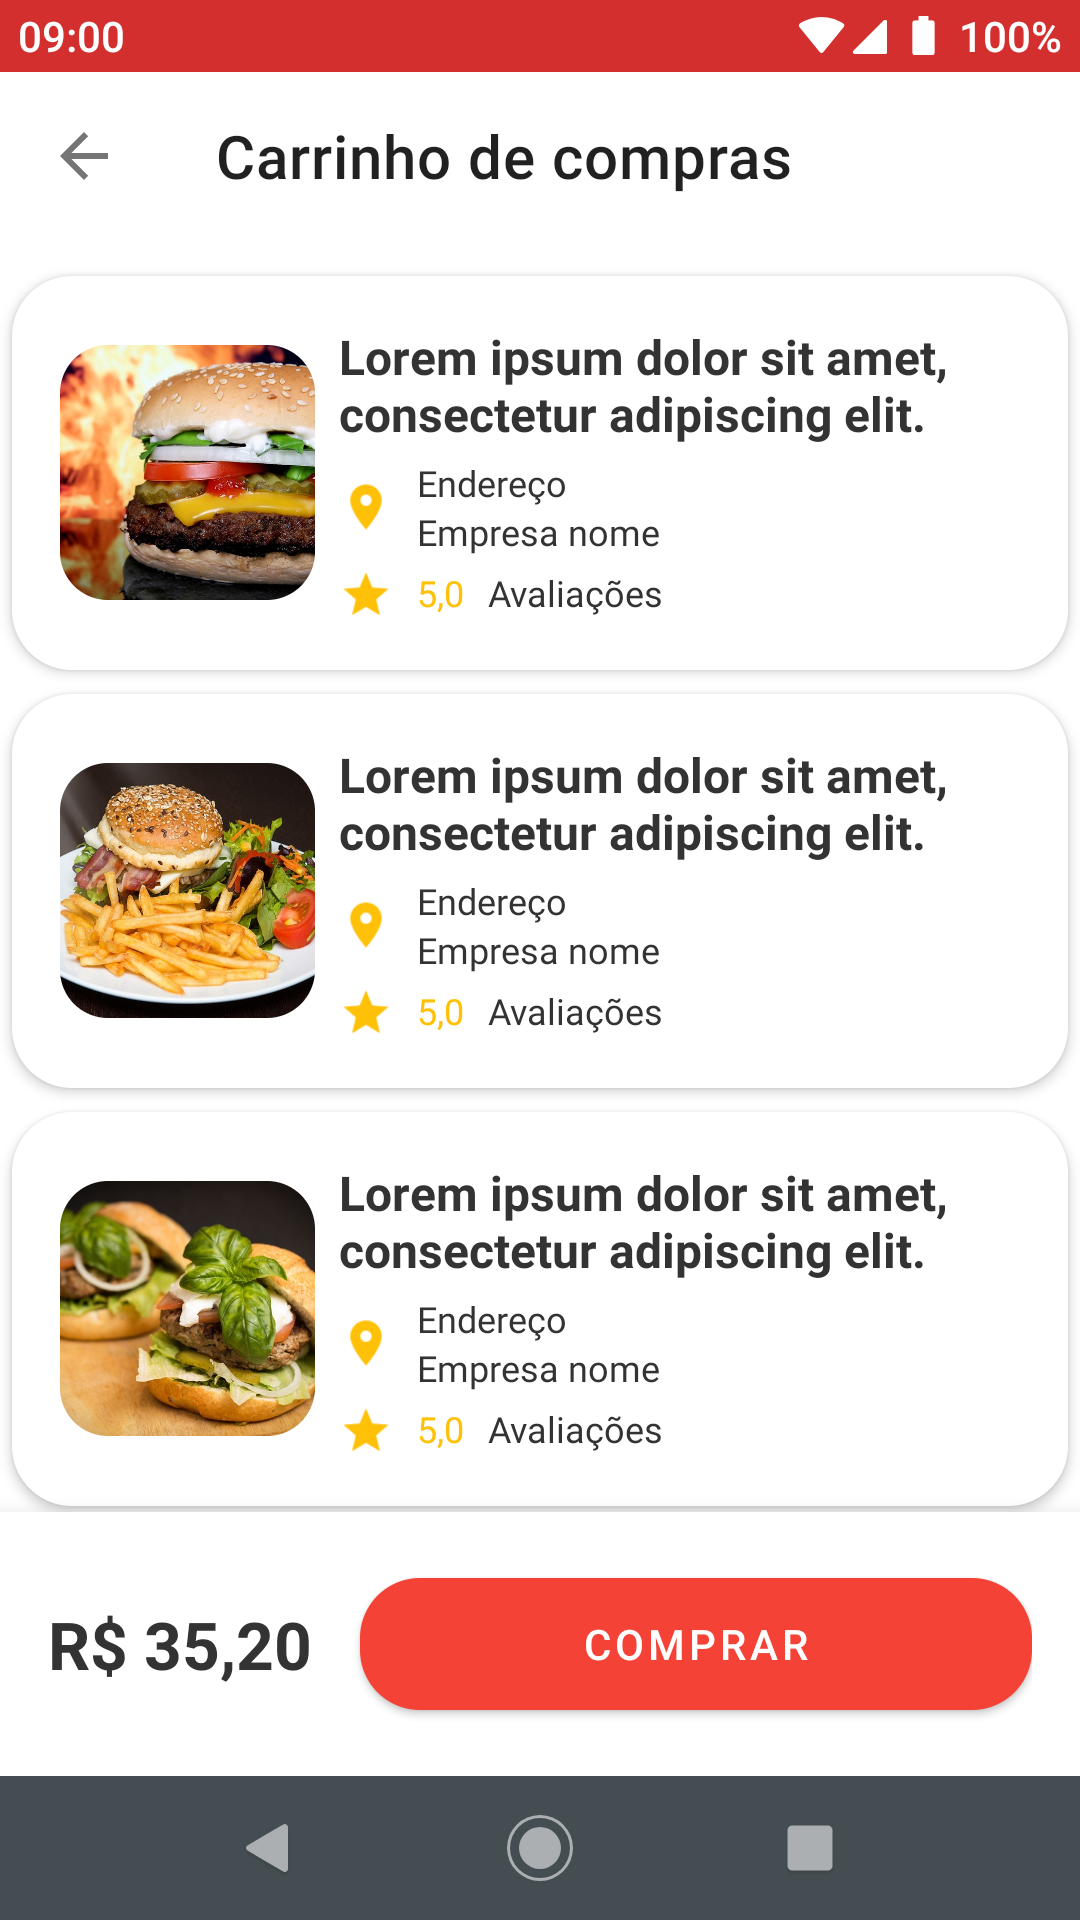 09:00
100%
Carrinho de compras
Lorem ipsum dolor sit amet,
consectetur adipiscing elit.
Endereço
Empresa nome
5,0 Avaliações
Lorem ipsum dolor sit amet,
consectetur adipiscing elit.
Endereço
Empresa nome
5,0 Avaliações
Lorem ipsum dolor sit amet,
consectetur adipiscing elit.
Endereço
Empresa nome
5,0 Avaliações
R$ 35,20
COMPRAR